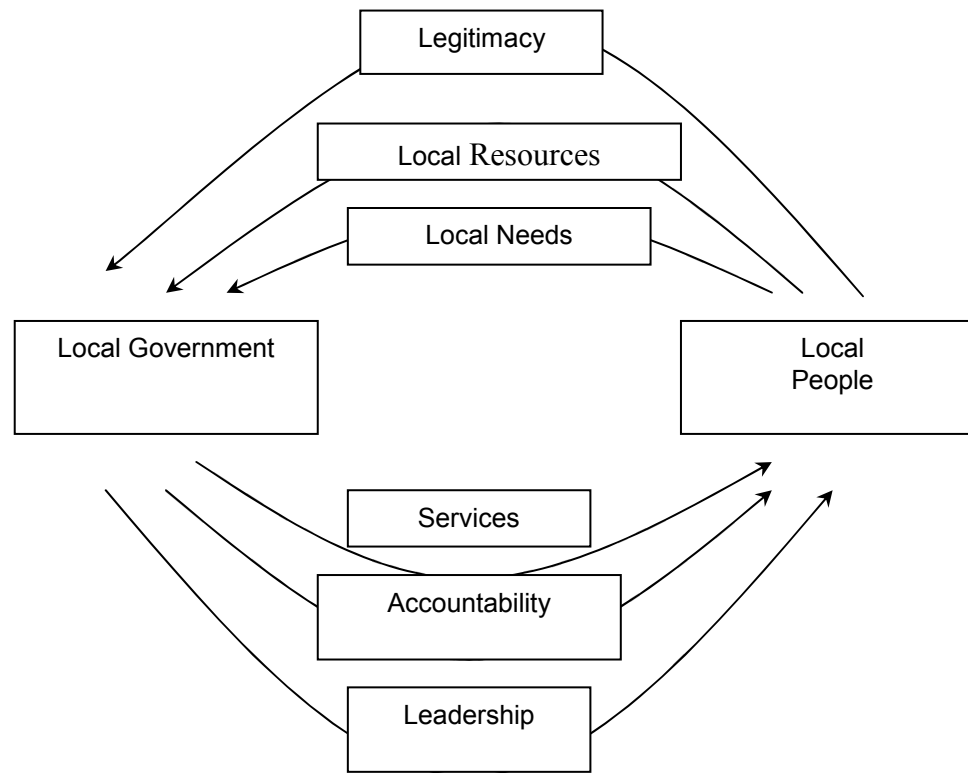 Legitimacy
Local Resources
Local Needs
Local Government
Local
People
Services
Accountability
Leadership